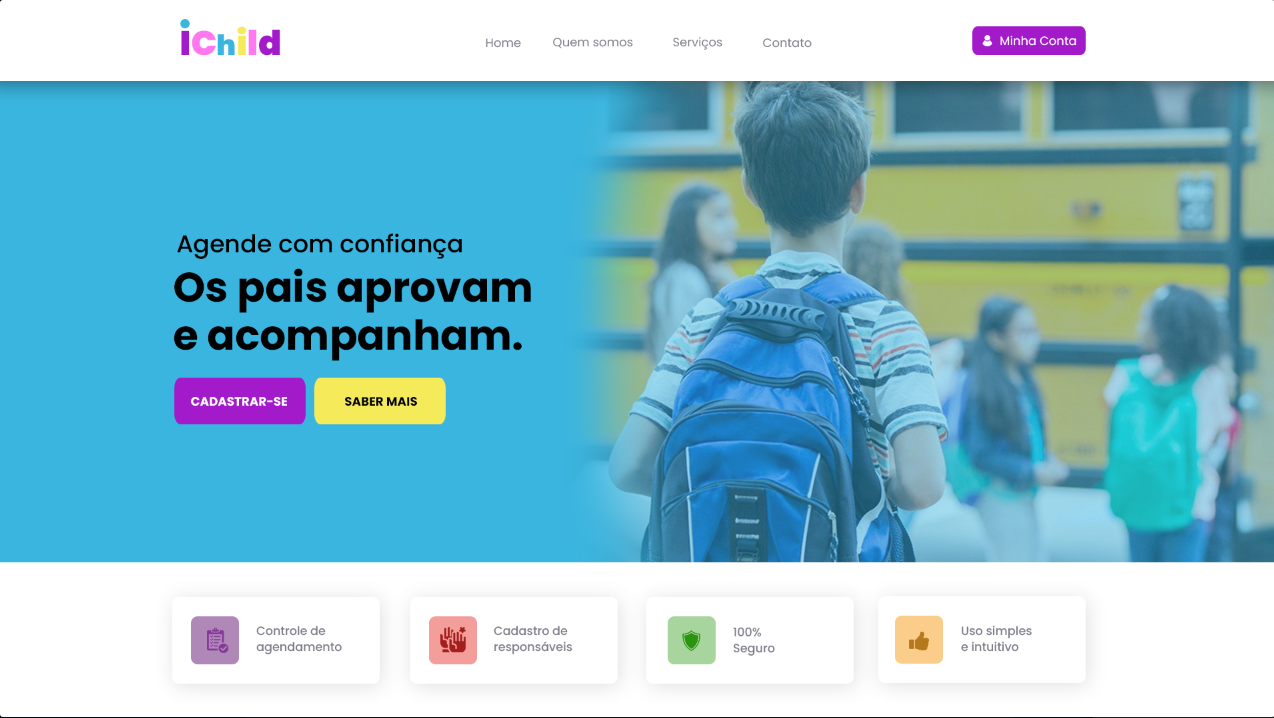 iChild
Home
Quem somos
Serviços
Contato
Minha Conta
Agende com confiança
Os pais aprovam
e acompanham.
CADASTRAR-SE
SABER MAIS
Controle de
agendamento
Cadastro de
responsáveis
100%
Seguro
Uso simples
e intuitivo